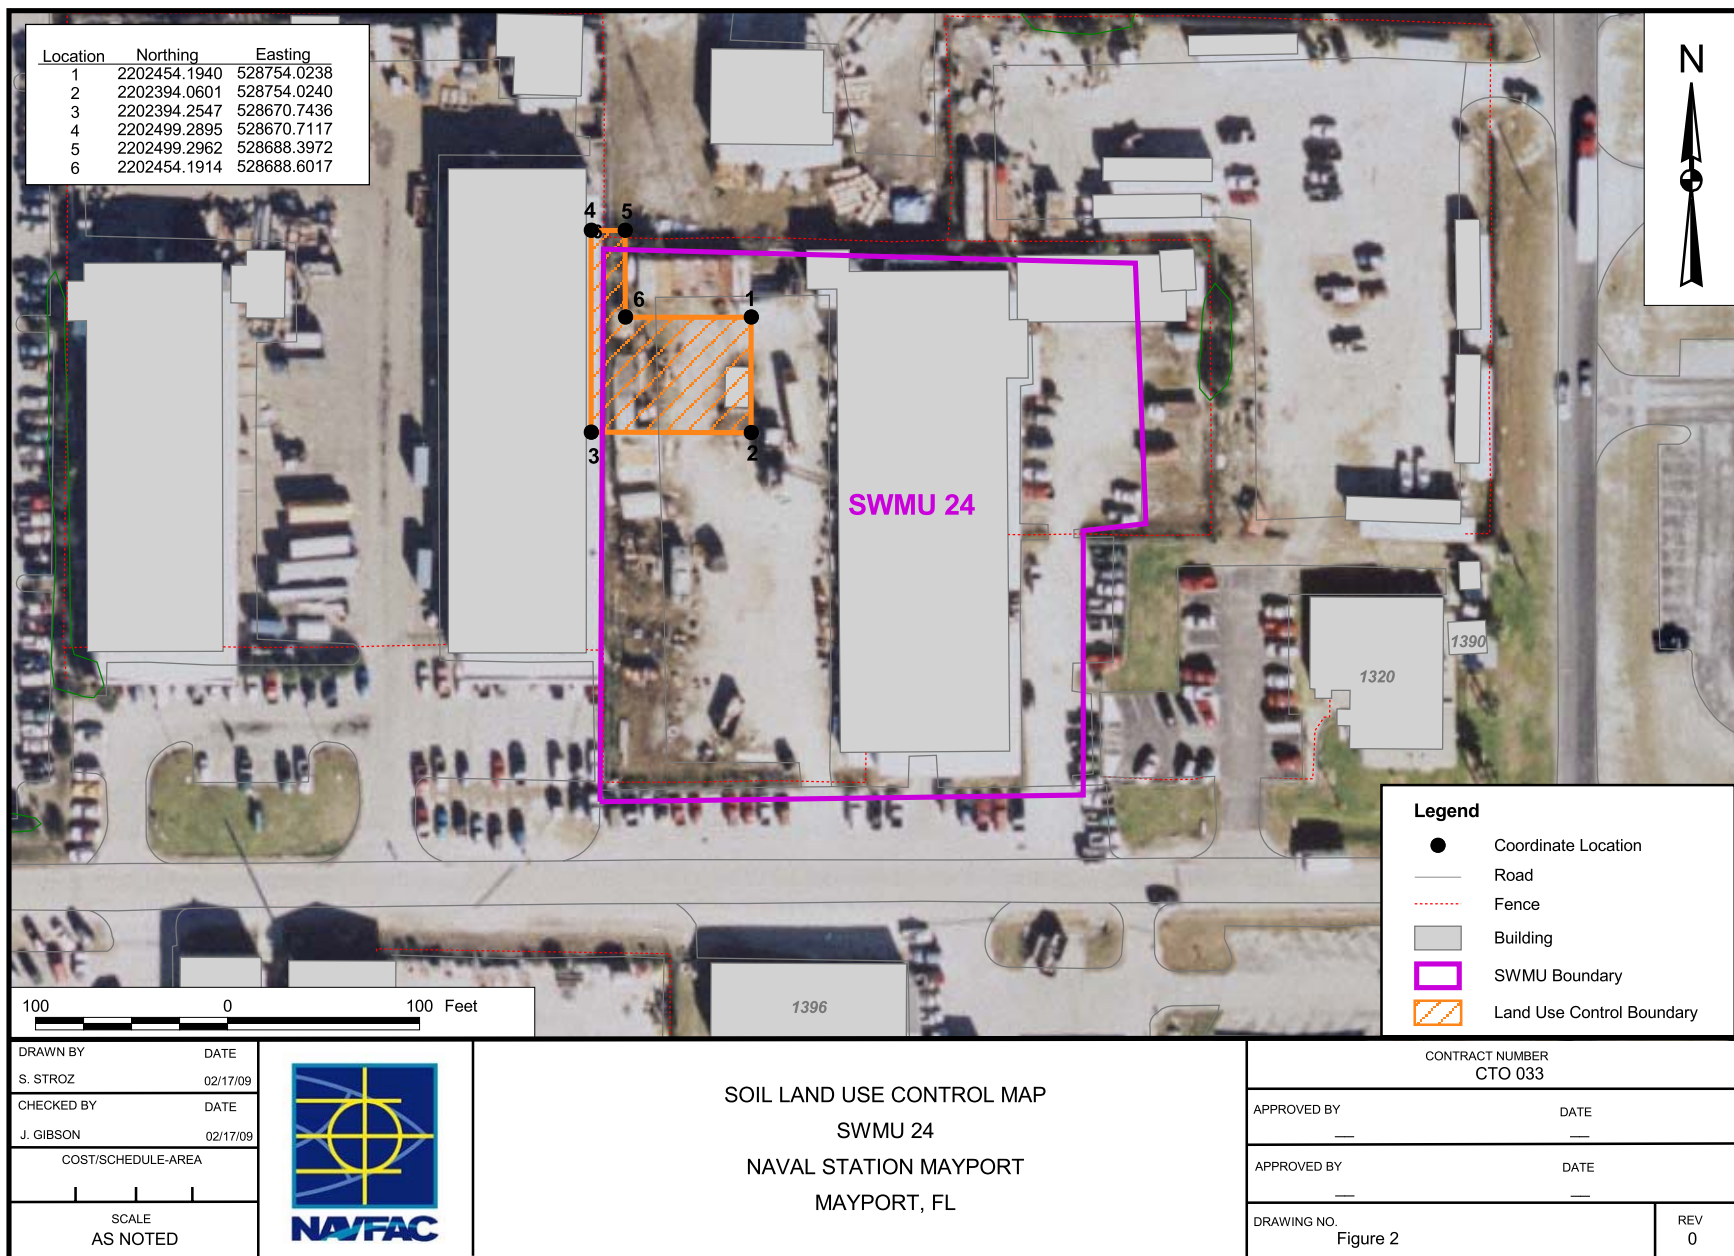 Location Northing Easting
1 2202454.1940 528754.0238
2 2202394.0601 528754.0240
3 2202394.2547 528670.7436
4 2202499.2895 528670.7117
5 2202499.2962 528688.3972
6 2202454.1914 528688.6017
N
4 5
6 1
3 2
SWMU 24
1390
1320
1396
Legend
Coordinate Location
Road
Fence
Building
SWMU Boundary
Land Use Control Boundary
100 0 100 Feet
DRAWN BY DATE
S. STROZ 02/17/09
CHECKED BY DATE
J. GIBSON 02/17/09
COST/SCHEDULE-AREA
SCALE
AS NOTED
NAVFAC
SOIL LAND USE CONTROL MAP
SWMU 24
NAVAL STATION MAYPORT
MAYPORT, FL
CONTRACT NUMBER
CTO 033
APPROVED BY DATE
__ __
APPROVED BY DATE
__ __
DRAWING NO.
Figure 2
REV
0